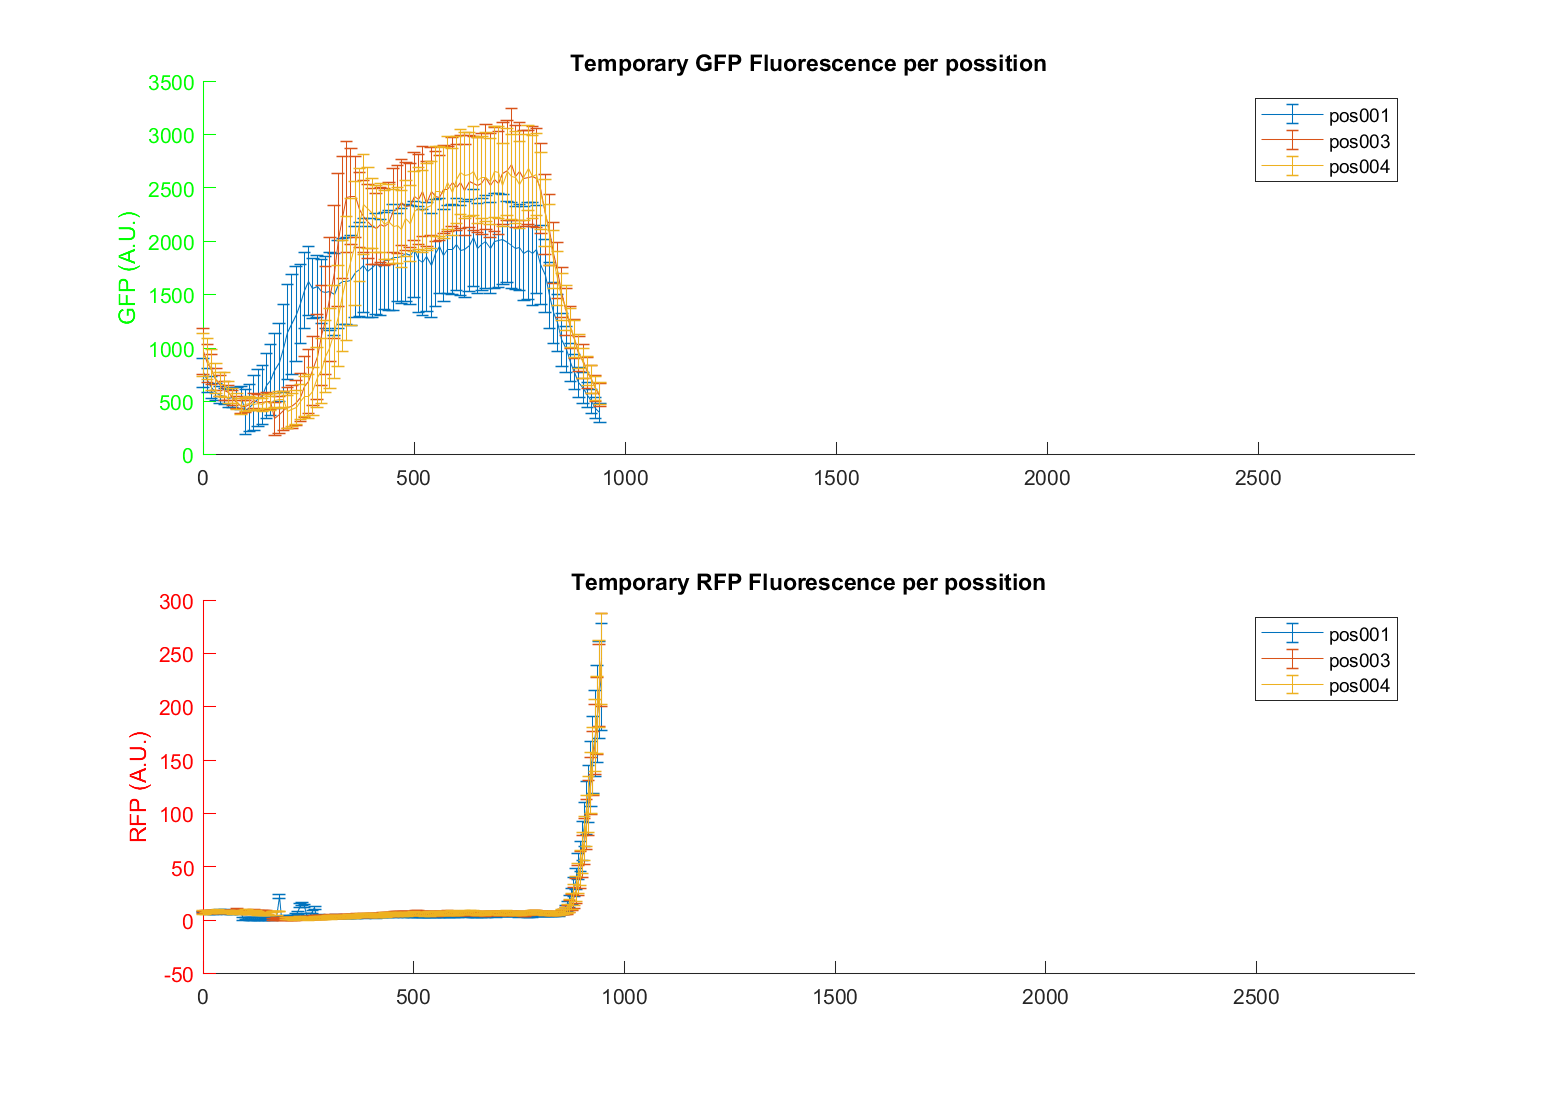 Temporary GFP Fluorescence per possition
GFP (A.U.)
3500
3000
2500
2000
1500
1000
500
0
0 500 1000 1500 2000 2500
pos001
pos003
pos004
Temporary RFP Fluorescence per possition
RFP (A.U.)
300
250
200
150
100
50
0
-50
0 500 1000 1500 2000 2500
pos001
pos003
pos004